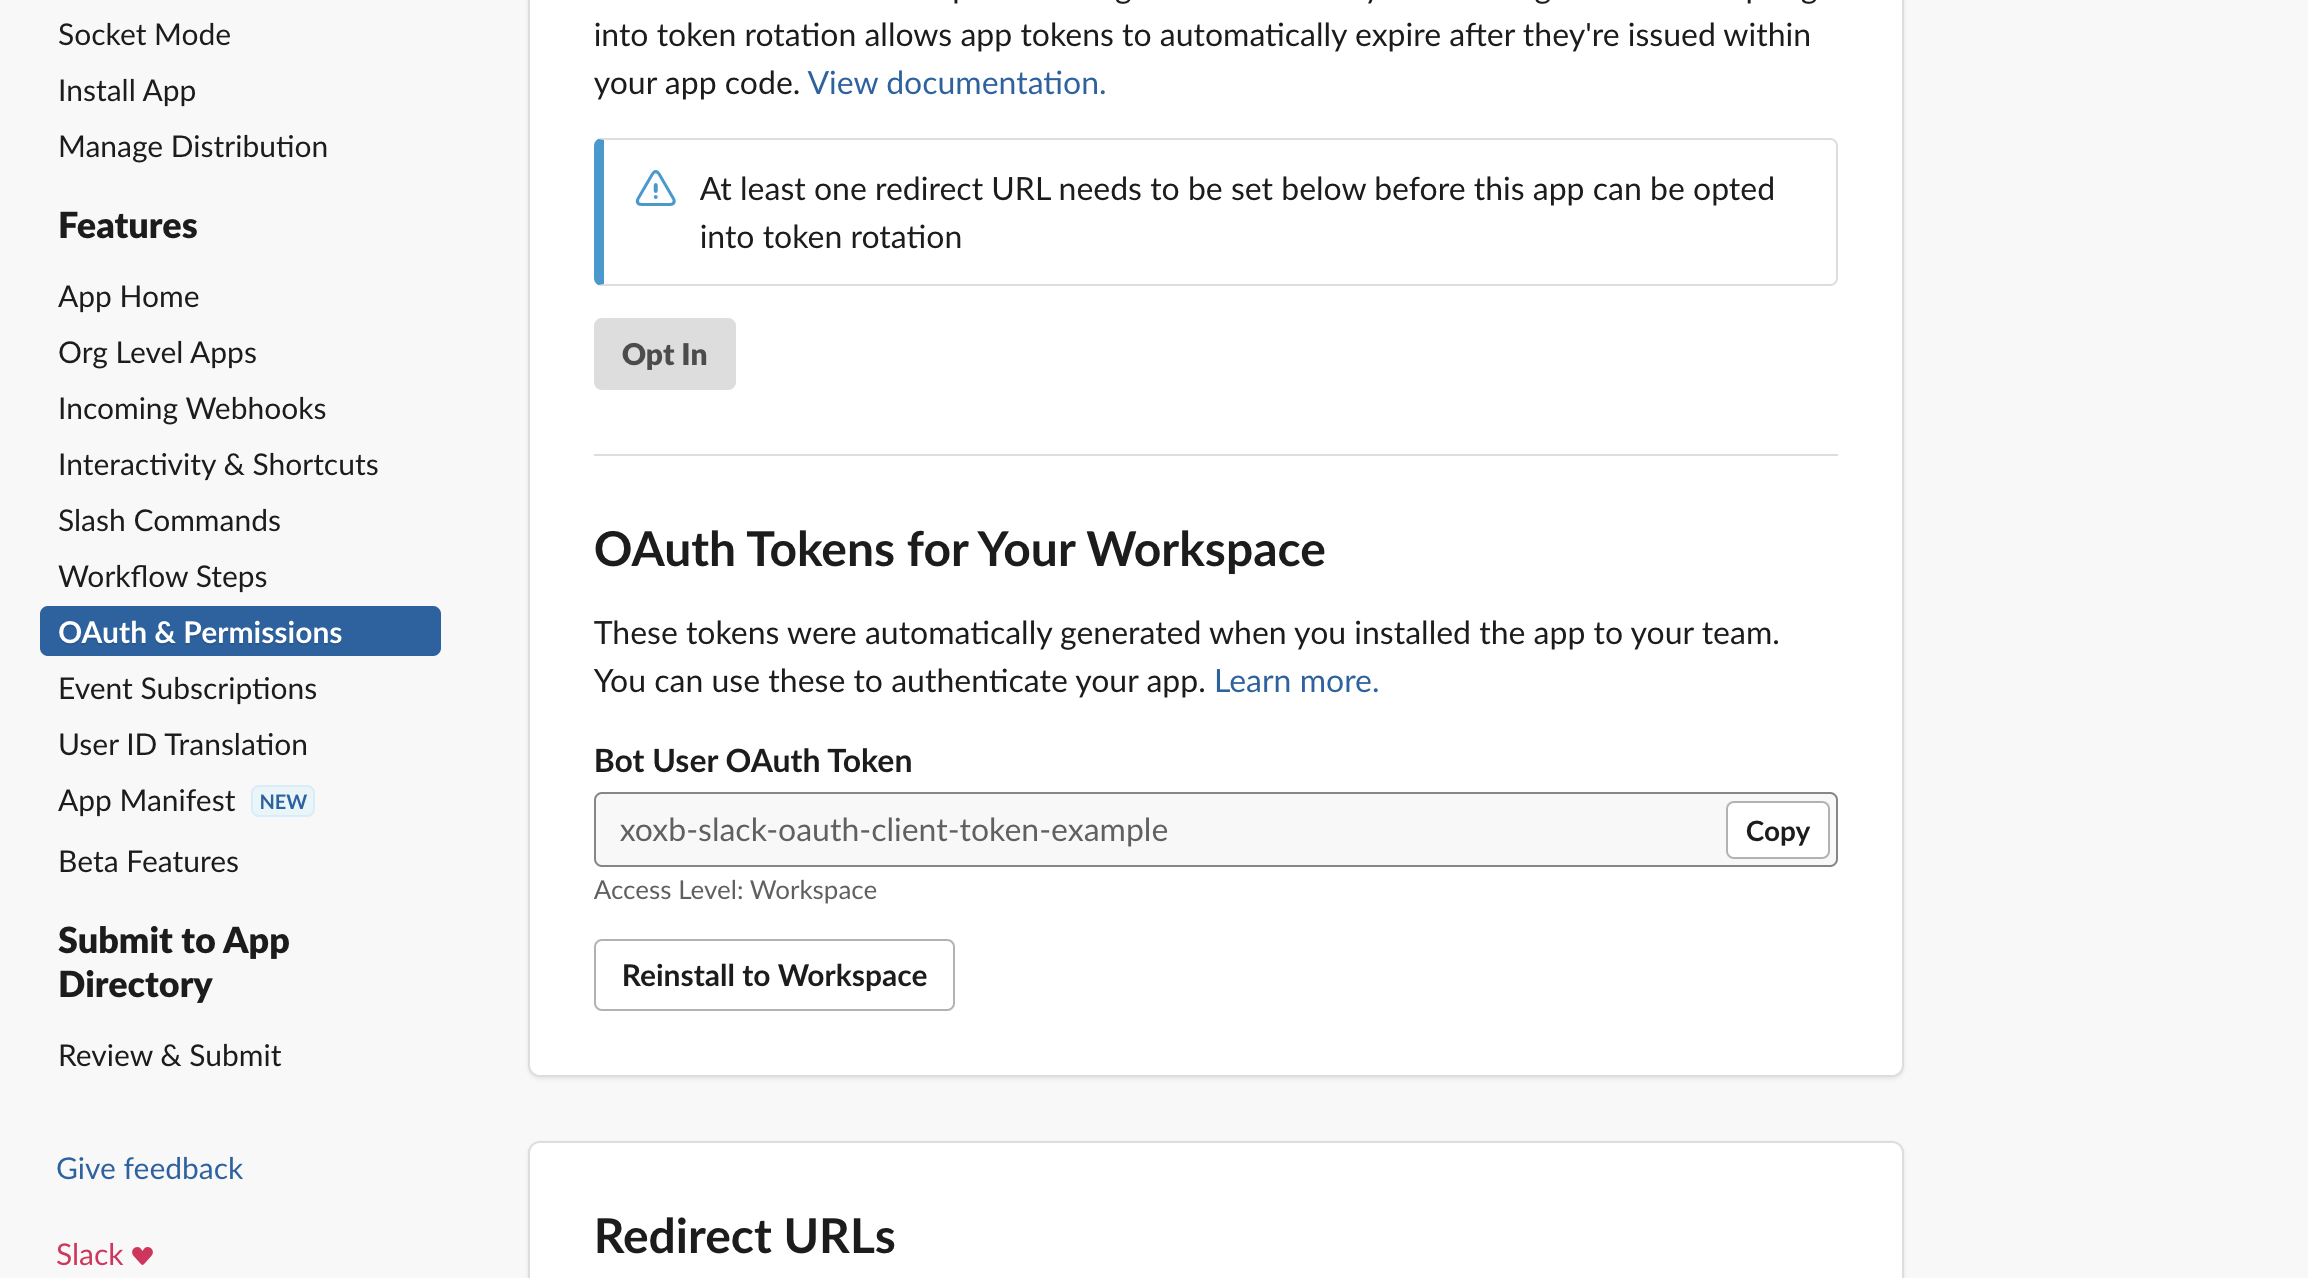 Socket Mode
Install App
Manage Distribution
Features
App Home
Org Level Apps
Incoming Webhooks
Interactivity & Shortcuts
Slash Commands
Workflow Steps
OAuth & Permissions
Event Subscriptions
User ID Translation
App Manifest NEW
Beta Features
Submit to App
Directory
Review & Submit
Give feedback
Slack ♥
into token rotation allows app tokens to automatically expire after they're issued within
your app code. View documentation.
At least one redirect URL needs to be set below before this app can be opted
into token rotation
Opt In
OAuth Tokens for Your Workspace
These tokens were automatically generated when you installed the app to your team.
You can use these to authenticate your app. Learn more.
Bot User OAuth Token
xoxb-slack-oauth-client-token-example
Copy
Access Level: Workspace
Reinstall to Workspace
Redirect URLs